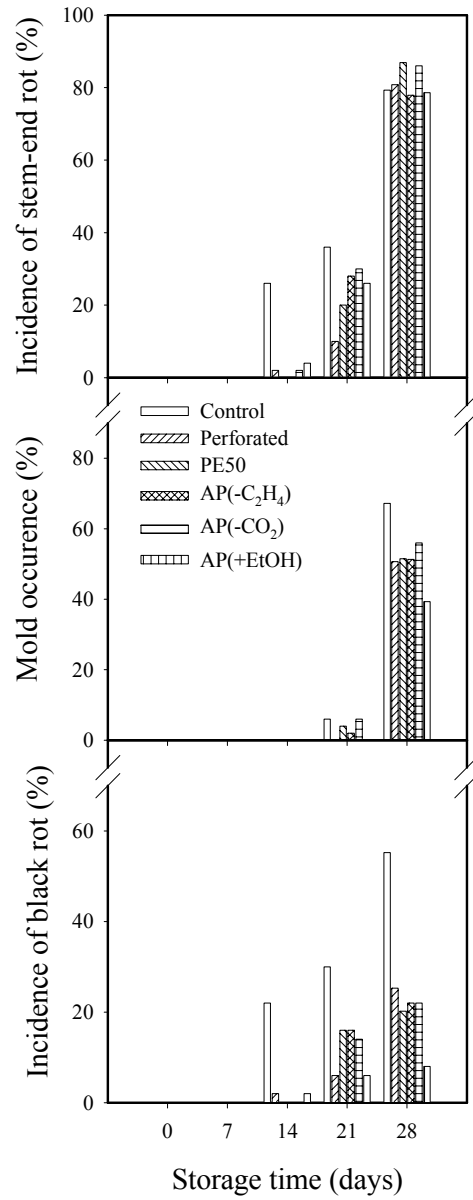 100
80
60
40
20
0
Incidence of stem-end rot (%)
Control
Perforated
PE50
AP(-C₂H₄)
AP(-CO₂)
AP(+EtOH)
80
60
40
20
0
Mold occurence (%)
60
40
20
0
Incidence of black rot (%)
0 7 14 21 28
Storage time (days)